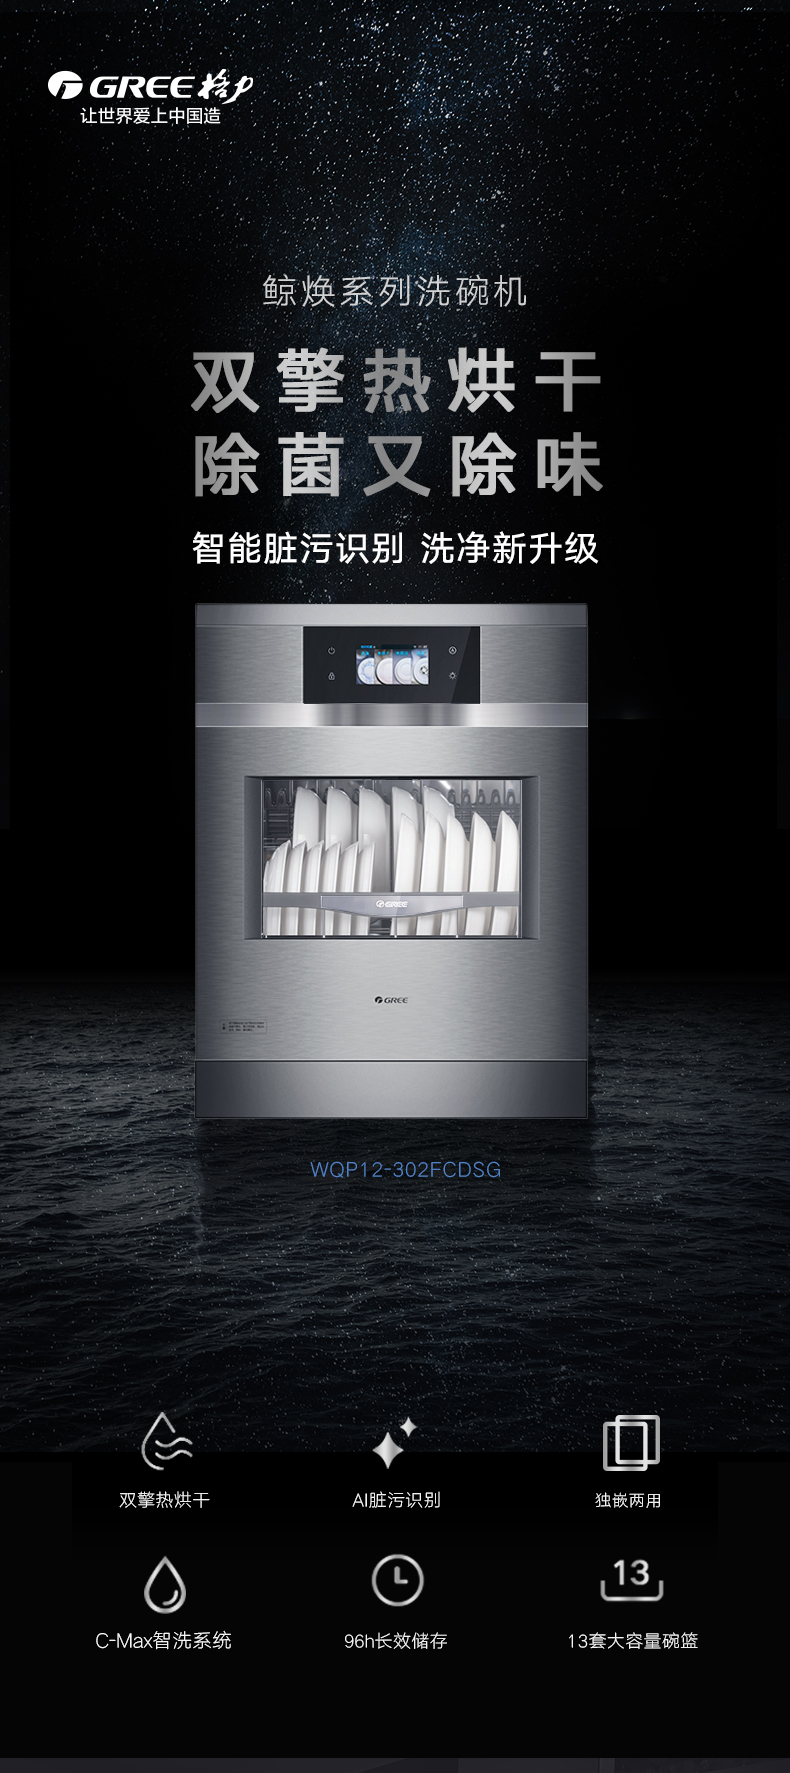 GREE 格力
让世界爱上中国造
鲸焕系列洗碗机
双擎热烘干
除菌又除味
智能脏污识别 洗净新升级
GREE
GREE
WQP12-302FCDSG
双擎热烘干
AI脏污识别
独嵌两用
13
C-Max智洗系统
96h长效储存
13套大容量碗篮